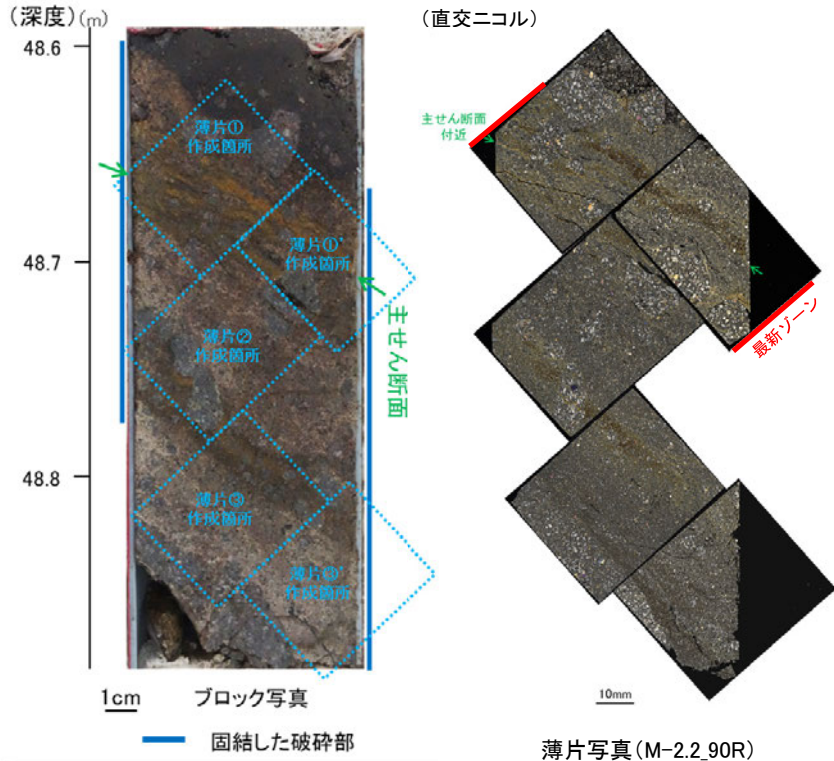 (深度)(m)
48.6
48.7
48.8
薄片①
作成箇所
薄片①’
作成箇所
薄片②
作成箇所
薄片③
作成箇所
薄片③’
作成箇所
主せん断面
1cm
ブロック写真
固結した破砕部
(直交ニコル)
主せん断面
付近
最新ゾーン
10mm
薄片写真(M-2.2_90R)